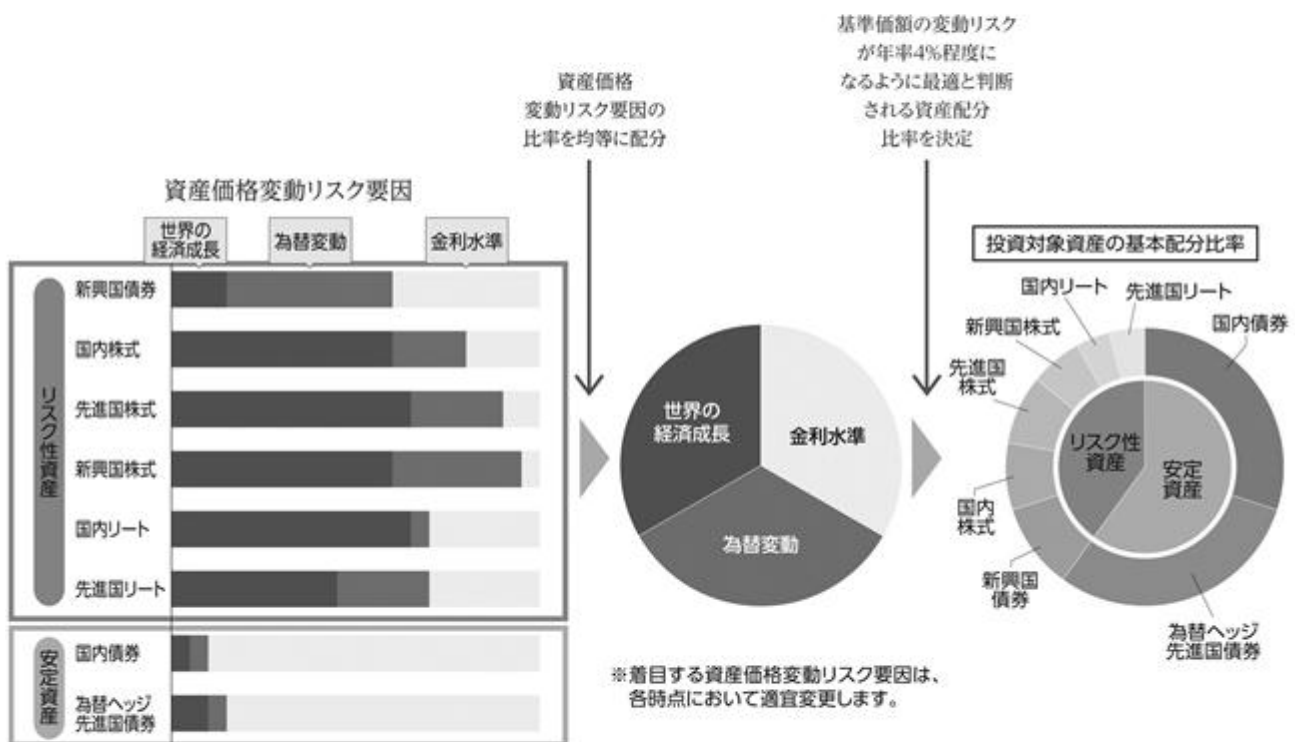 基準価額の変動リスク
が年率4%程度に
なるように最適と判断
される資産配分
比率を決定
資産価格
変動リスク要因の
比率を均等に配分
資産価格変動リスク要因
世界の
経済成長
為替変動
金利水準
リスク性資産
新興国債券
国内株式
先進国株式
新興国株式
国内リート
先進国リート
安定資産
国内債券
為替ヘッジ
先進国債券
世界の
経済成長
金利水準
為替変動
※着目する資産価格変動リスク要因は、
各時点において適宜変更します。
投資対象資産の基本配分比率
国内リート
先進国リート
新興国株式
国内債券
先進国
株式
リスク性
資産
安定
資産
国内
株式
新興国
債券
為替ヘッジ
先進国債券